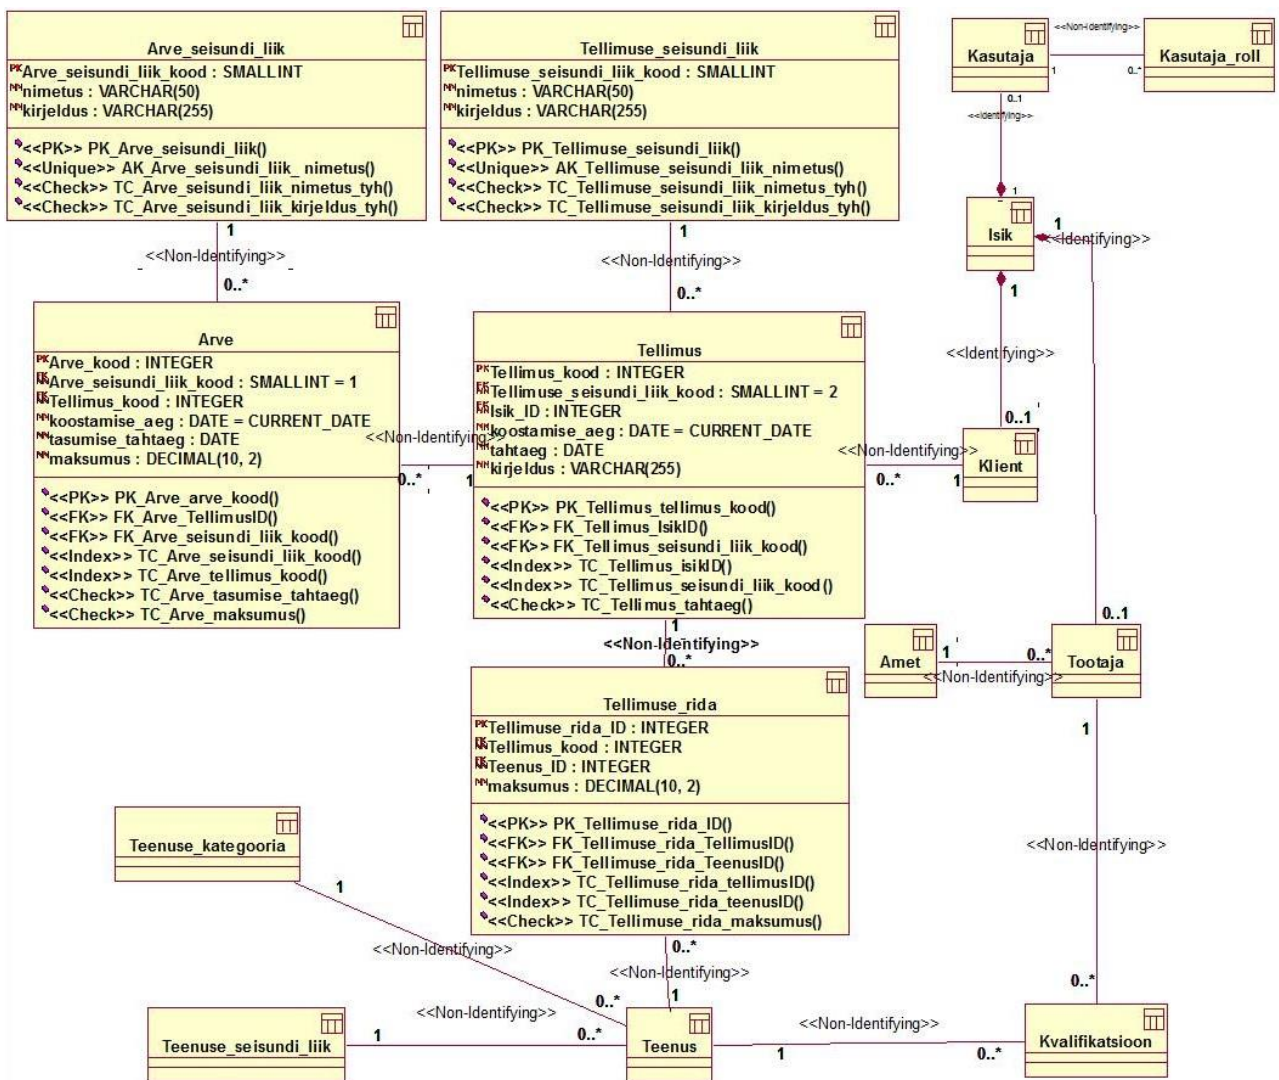 Arve_seisundi_liik
PK Arve_seisundi_liik_kood : SMALLINT
NN nimetus : VARCHAR(50)
NN kirjeldus : VARCHAR(255)
<<PK>> PK_Arve_seisundi_liik()
<<Unique>> AK_Arve_seisundi_liik_ nimetus()
<<Check>> TC_Arve_seisundi_liik_nimetus_tyh()
<<Check>> TC_Arve_seisundi_liik_kirjeldus_tyh()
Tellimuse_seisundi_liik
PK Tellimuse_seisundi_liik_kood : SMALLINT
NN nimetus : VARCHAR(50)
NN kirjeldus : VARCHAR(255)
<<PK>> PK_Tellimuse_seisundi_liik()
<<Unique>> AK_Tellimuse_seisundi_liik_nimetus()
<<Check>> TC_Tellimuse_seisundi_liik_nimetus_tyh()
<<Check>> TC_Tellimuse_seisundi_liik_kirjeldus_tyh()
Kasutaja
<<Non-Identifying>>
1
0..*
Kasutaja_roll
0..1
<<Identifying>>
1
Isik
1
<<Identifying>>
1
<<Identifying>>
0..1
Klient
1
<<Non-Identifying>>
0..*
1
<<Non-Identifying>>
0..*
Arve
PK Arve_kood : INTEGER
Arve_seisundi_liik_kood : SMALLINT = 1
Tellimus_kood : INTEGER
NN koostamise_aeg : DATE = CURRENT_DATE
NN tasumise_tahtaeg : DATE
NN maksumus : DECIMAL(10, 2)
<<PK>> PK_Arve_arve_kood()
<<FK>> FK_Arve_TellimusID()
<<FK>> FK_Arve_seisundi_liik_kood()
<<Index>> TC_Arve_seisundi_liik_kood()
<<Index>> TC_Arve_tellimus_kood()
<<Check>> TC_Arve_tasumise_tahtaeg()
<<Check>> TC_Arve_maksumus()
<<Non-Identifying>>
0..*
1
Tellimus
PK Tellimus_kood : INTEGER
Tellimuse_seisundi_liik_kood : SMALLINT = 2
Isik_ID : INTEGER
koostamise_aeg : DATE = CURRENT_DATE
NN tahtaeg : DATE
NN kirjeldus : VARCHAR(255)
<<PK>> PK_Tellimus_tellimus_kood()
<<FK>> FK_Tellimus_IsikID()
<<FK>> FK_Tellimus_seisundi_liik_kood()
<<Index>> TC_Tellimus_isikID()
<<Index>> TC_Tellimus_seisundi_liik_kood()
<<Check>> TC_Tellimus_tahtaeg()
<<Non-Identifying>>
0..*
1
1
<<Non-Identifying>>
0..*
Amet
1
0..*
<<Non-Identifying>>
0..1
Tootaja
1
<<Non-Identifying>>
0..*
Tellimuse_rida
PK Tellimuse_rida_ID : INTEGER
Tellimus_kood : INTEGER
Teenus_ID : INTEGER
NN maksumus : DECIMAL(10, 2)
<<PK>> PK_Tellimuse_rida_ID()
<<FK>> FK_Tellimuse_rida_TellimusID()
<<FK>> FK_Tellimuse_rida_TeenusID()
<<Index>> TC_Tellimuse_rida_tellimusID()
<<Index>> TC_Tellimuse_rida_teenusID()
<<Check>> TC_Tellimuse_rida_maksumus()
Teenuse_kategooria
1
<<Non-Identifying>>
0..*
0..*
<<Non-Identifying>>
1
Teenuse_seisundi_liik
1
<<Non-Identifying>>
0..*
Teenus
1
<<Non-Identifying>>
0..*
Kvalifikatsioon